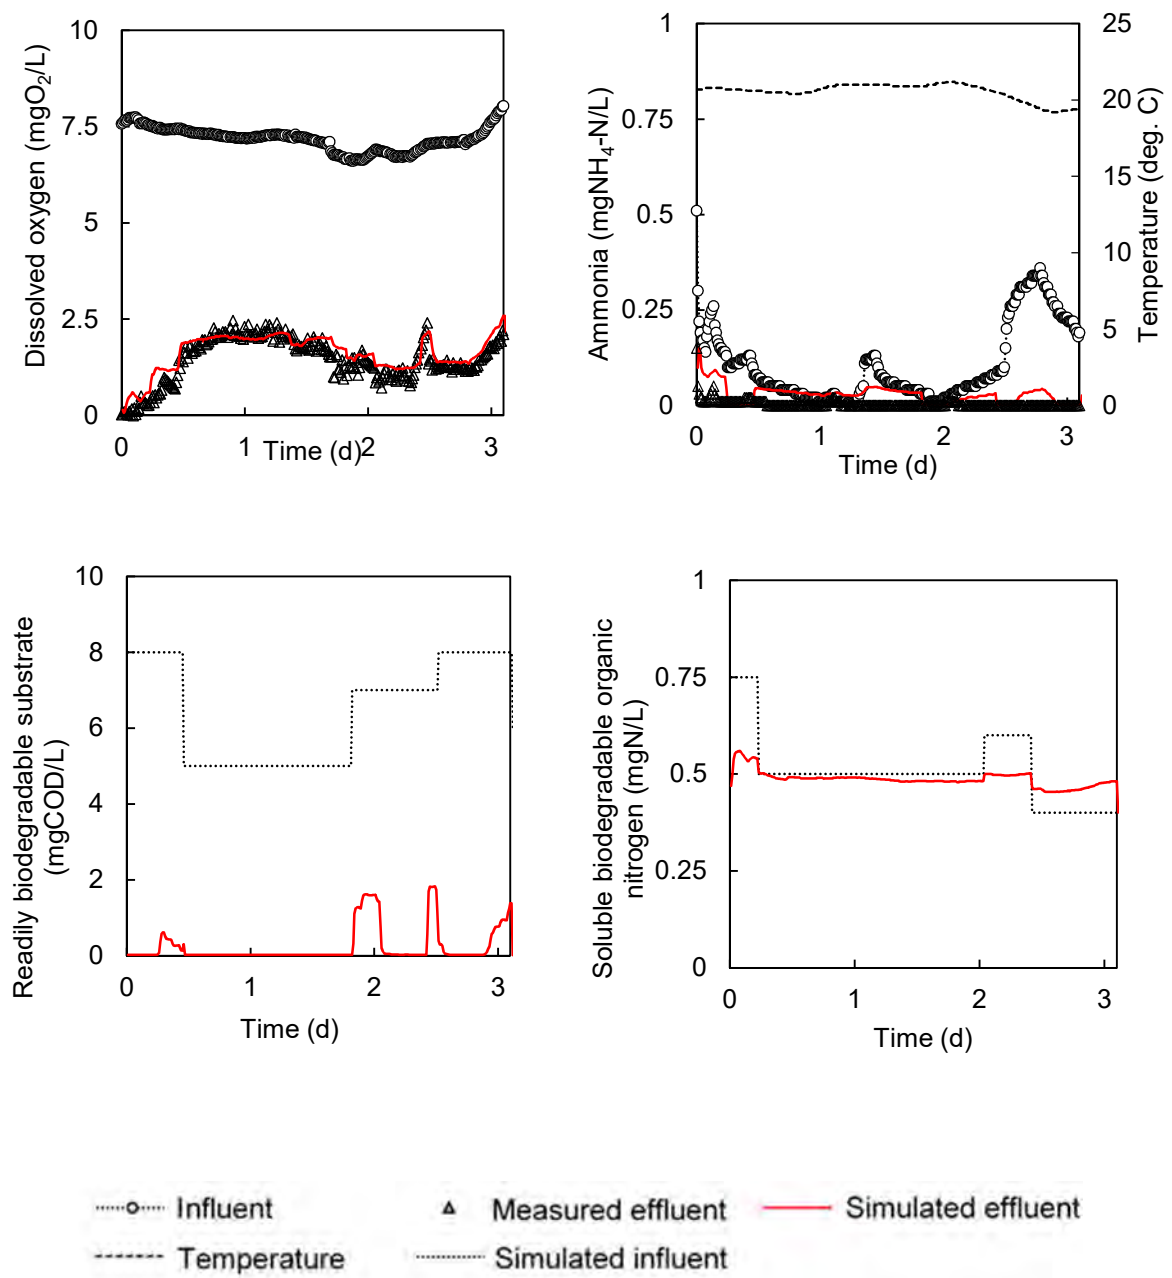 Dissolved oxygen (mgO2/L)
10
7.5
5
2.5
0
0 1 2 3
Time (d)
Ammonia (mgNH4-N/L)
1
0.75
0.5
0.25
0
0 1 2 3
Time (d)
25
20
15
10
5
0
Temperature (deg. C)
Readily biodegradable substrate
(mgCOD/L)
10
8
6
4
2
0
0 1 2 3
Time (d)
Soluble biodegradable organic
nitrogen (mgN/L)
1
0.75
0.5
0.25
0
0 1 2 3
Time (d)
Influent
Measured effluent
Simulated effluent
Temperature
Simulated influent